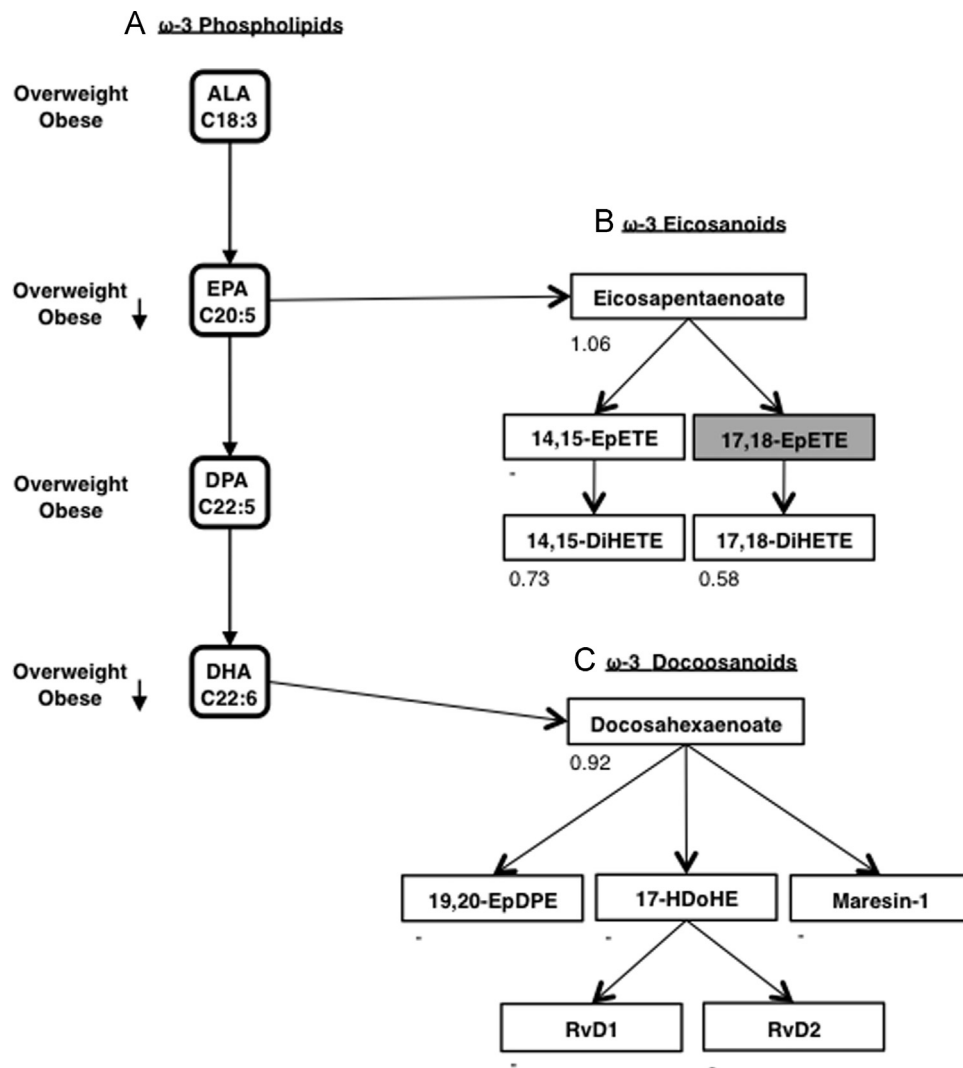 A ω-3 Phospholipids
Overweight
Obese
ALA
C18:3
B ω-3 Eicosanoids
Overweight
Obese
EPA
C20:5
Eicosapentaenoate
1.06
14,15-EpETE
17,18-EpETE
-
Overweight
Obese
DPA
C22:5
14,15-DiHETE
17,18-DiHETE
0.73
0.58
C ω-3 Docoosanoids
Overweight
Obese
DHA
C22:6
Docosahexaenoate
0.92
19,20-EpDPE
17-HDoHE
Maresin-1
-
-
-
RvD1
RvD2
-
-